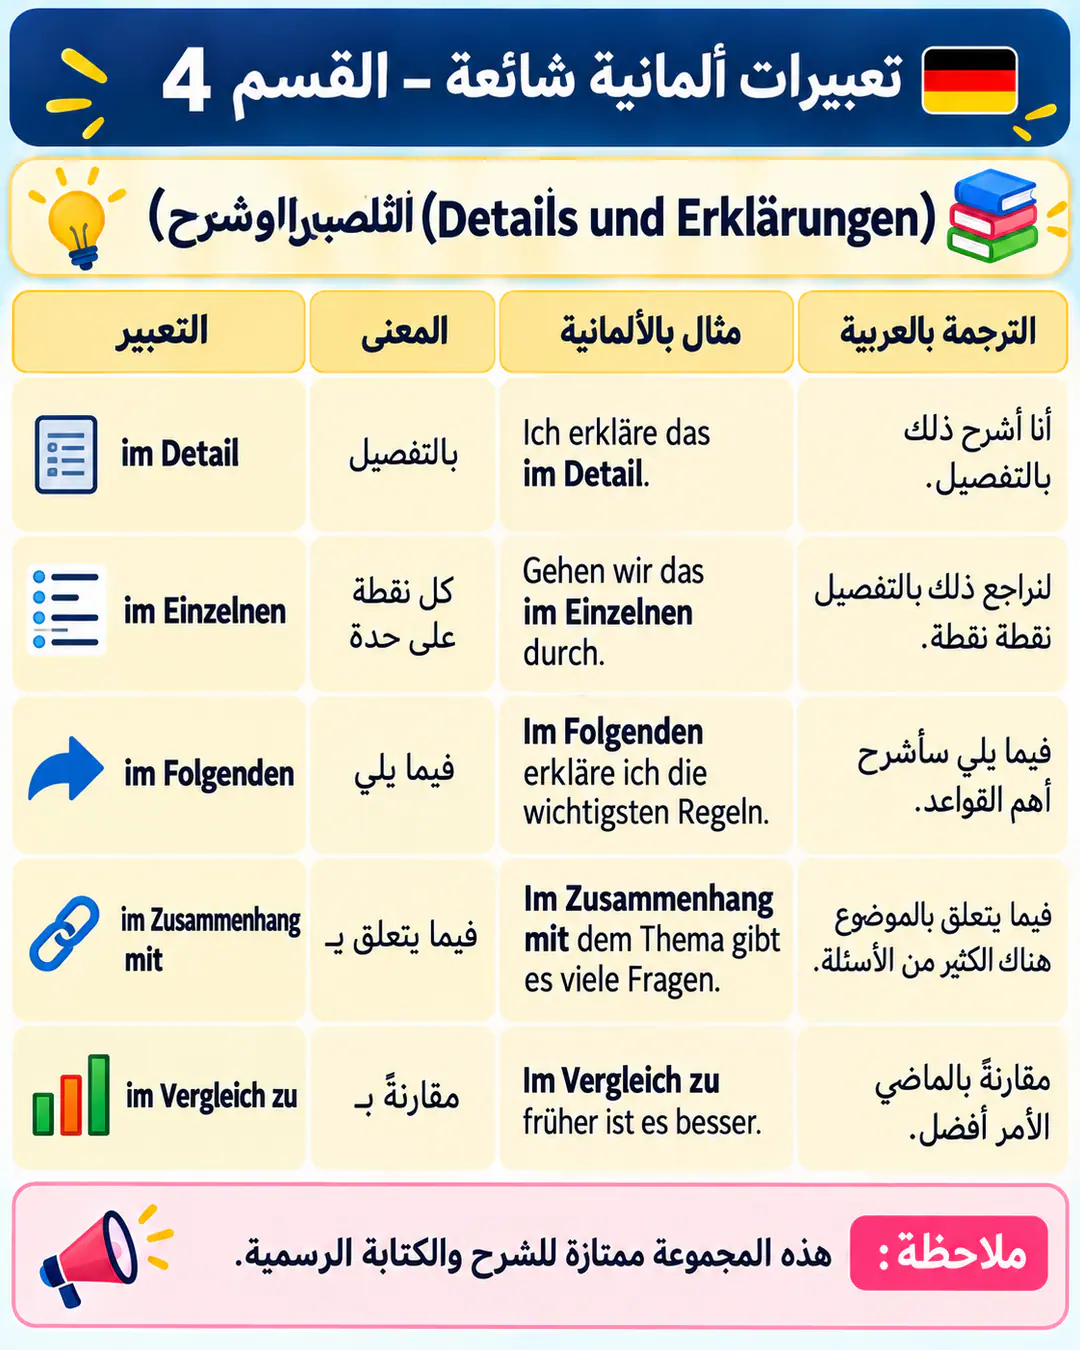 تعبيرات ألمانية شائعة – القسم 4
(Details und Erklärungen)
التعبير
المعنى
مثال بالألمانية
الترجمة بالعربية
im Detail
بالتفصيل
Ich erkläre das
im Detail.
أنا أشرح ذلك
بالتفصيل.
im Einzelnen
كل نقطة
على حدة
Gehen wir das
im Einzelnen
durch.
لنراجع ذلك بالتفصيل
نقطة نقطة.
im Folgenden
فيما يلي
Im Folgenden
erkläre ich die
wichtigsten Regeln.
فيما يلي سأشرح
أهم القواعد.
im Zusammenhang
mit
فيما يتعلق بـ
Im Zusammenhang
mit dem Thema gibt
es viele Fragen.
فيما يتعلق بالموضوع
هناك الكثير من الأسئلة.
im Vergleich zu
مقارنةً بـ
Im Vergleich zu
früher ist es besser.
مقارنةً بالماضي
الأمر أفضل.
ملاحظة: هذه المجموعة ممتازة للشرح والكتابة الرسمية.